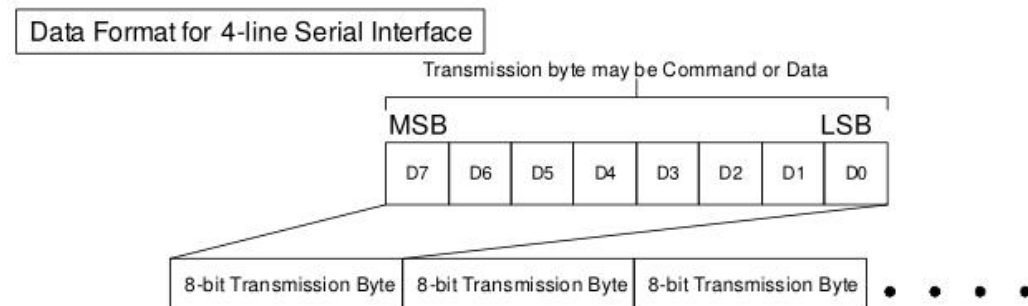 Data Format for 4-line Serial Interface
Transmission byte may be Command or Data
MSB LSB
D7 D6 D5 D4 D3 D2 D1 D0
8-bit Transmission Byte 8-bit Transmission Byte 8-bit Transmission Byte